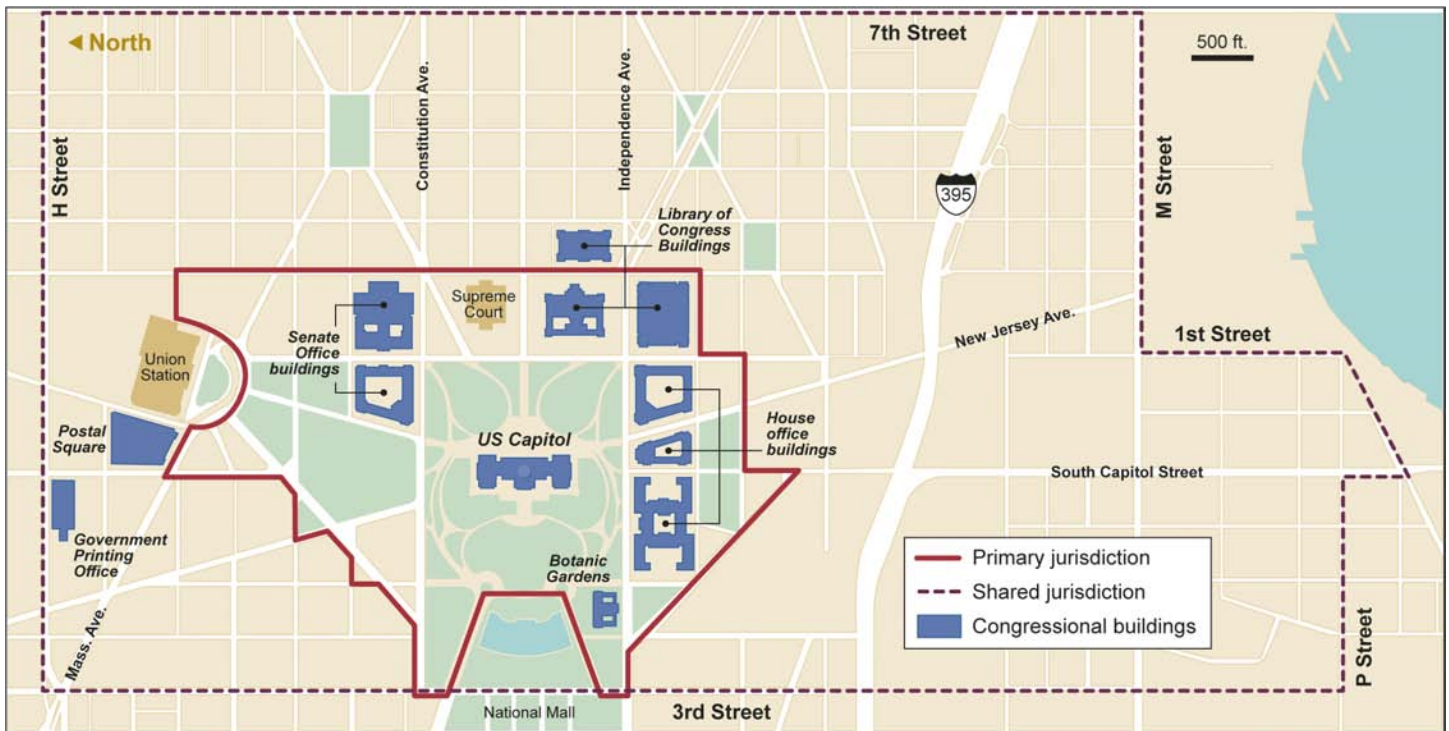 ◄ North
7th Street
500 ft.
H Street
Constitution Ave.
Independence Ave.
395
M Street
Library of
Congress
Buildings
Supreme
Court
Senate
Office
buildings
Union
Station
New Jersey Ave.
1st Street
Postal
Square
US Capitol
House
office
buildings
South Capitol Street
Government
Printing
Office
Botanic
Gardens
Primary jurisdiction
Shared jurisdiction
Congressional buildings
Mass. Ave.
P Street
National Mall
3rd Street